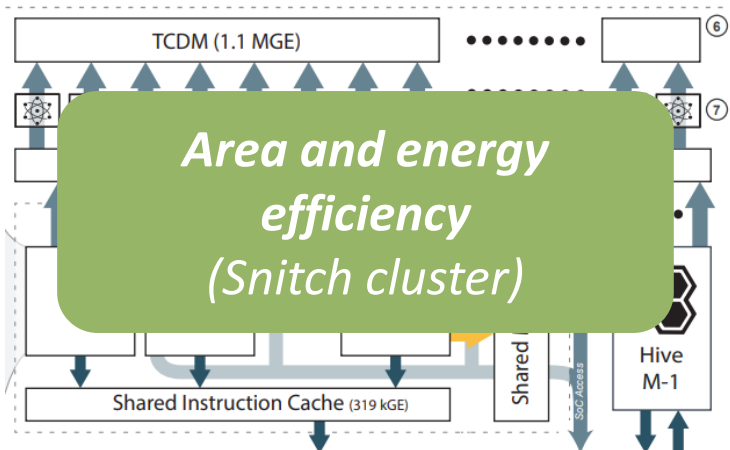 TCDM (1.1 MGE)
6
7
Area and energy
efficiency
(Snitch cluster)
Shared
SoC Access
Hive
M-1
Shared Instruction Cache (319 kGE)